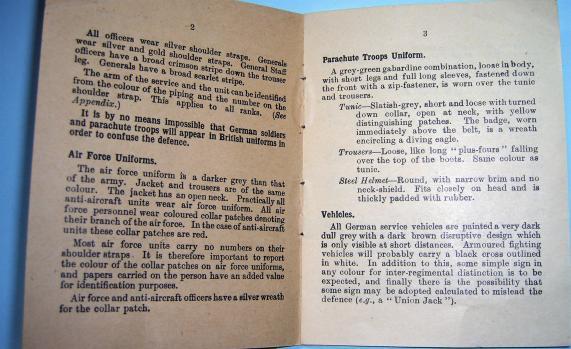 2
All officers wear silver shoulder straps. Generals
wear silver and gold shoulder straps. General Staff
officers have a broad crimson stripe down the trouser
leg. Generals have a broad scarlet stripe.
The arm of the service and the unit can be identified
from the colour of the piping and the number on the
shoulder strap. This applies to all ranks. (See
Appendix.)
It is by no means impossible that German soldiers
and parachute troops will appear in British uniforms in
order to confuse the defence.
Air Force Uniforms.
The air force uniform is a darker grey than that
of the army. Jacket and trousers are of the same
colour. The jacket has an open neck. Practically all
anti-aircraft units wear air force uniform. All air
force personnel wear coloured collar patches denoting
their branch of the air force. In the case of anti-aircraft
units these collar patches are red.
Most air force units carry no numbers on their
shoulder straps. It is therefore important to report
the colour of the collar patches on air force uniforms,
and papers carried on the person have an added value
for identification purposes.
Air force and anti-aircraft officers have a silver wreath
for the collar patch.
3
Parachute Troops Uniform.
A grey-green gabardine combination, loose in body,
with short legs and full long sleeves, fastened down
the front with a zip-fastener, is worn over the tunic
and trousers.
Tunic—Slatish-grey, short and loose with turned
down collar, open at neck, with yellow
distinguishing patches. The badge, worn
immediately above the belt, is a wreath
encircling a diving eagle.
Trousers—Loose, like long "plus-fours" falling
over the top of the boots. Same colour as
tunic.
Steel Helmet—Round, with narrow brim and no
neck-shield. Fits closely on head and is
thickly padded with rubber.
Vehicles.
All German service vehicles are painted a very dark
dull grey with a dark brown disruptive design which
is only visible at short distances. Armoured fighting
vehicles will probably carry a black cross outlined
in white. In addition to this, some simple sign in
any colour for inter-regimental distinction is to be
expected, and finally there is the possibility that
some sign may be adopted calculated to mislead the
defence (e.g., a "Union Jack").